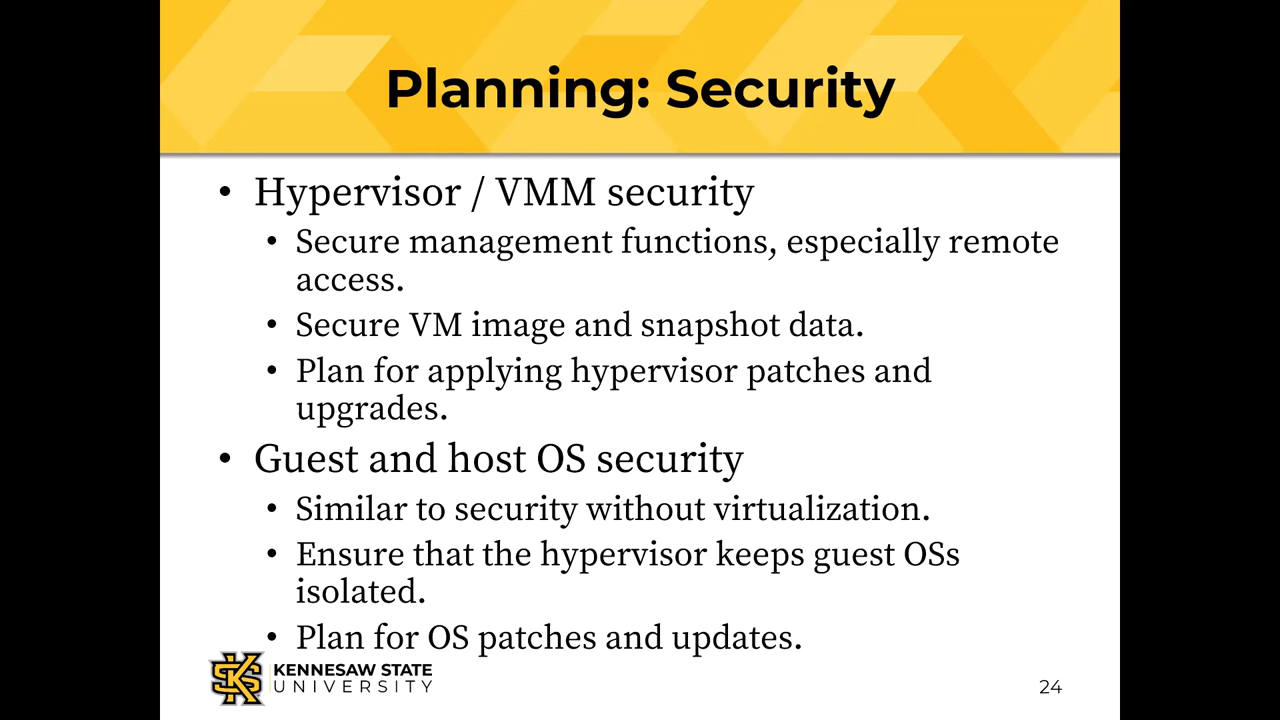 Planning: Security
• Hypervisor / VMM security
• Secure management functions, especially remote
access.
• Secure VM image and snapshot data.
• Plan for applying hypervisor patches and
upgrades.
• Guest and host OS security
• Similar to security without virtualization.
• Ensure that the hypervisor keeps guest OSs
isolated.
• Plan for OS patches and updates.
KS
KENNESAW STATE
UNIVERSITY
24